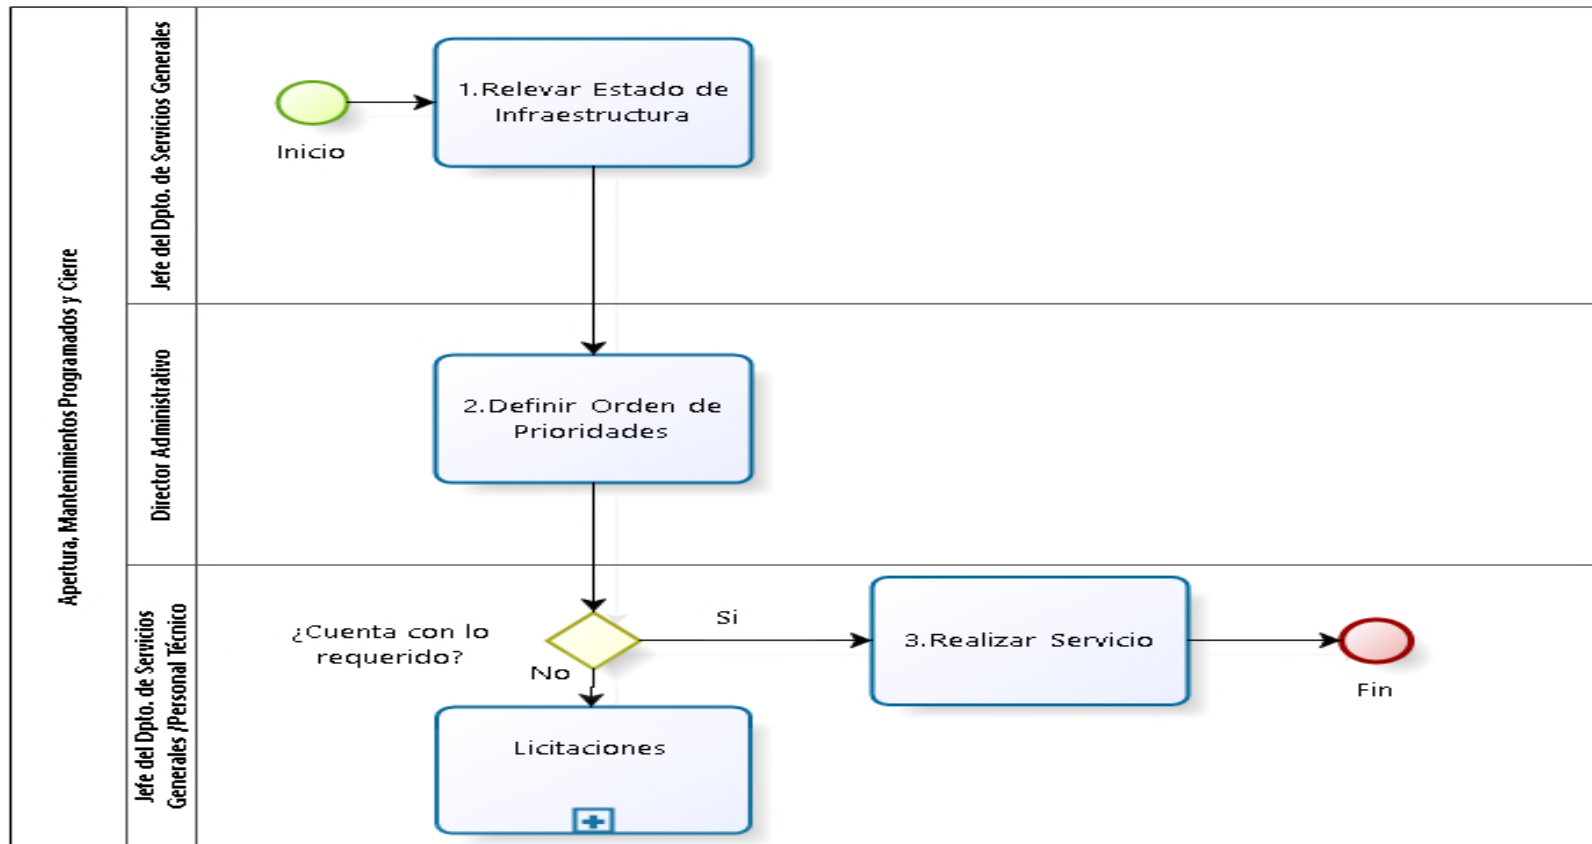 Apertura, Mantenimientos Programados y Cierre
Jefe del Dpto. de Servicios Generales
Inicio
1.Relevar Estado de
Infraestructura
Director Administrativo
2.Definir Orden de
Prioridades
Jefe del Dpto. de Servicios
Generales /Personal Técnico
¿Cuenta con lo
requerido?
Si
No
3.Realizar Servicio
Fin
Licitaciones